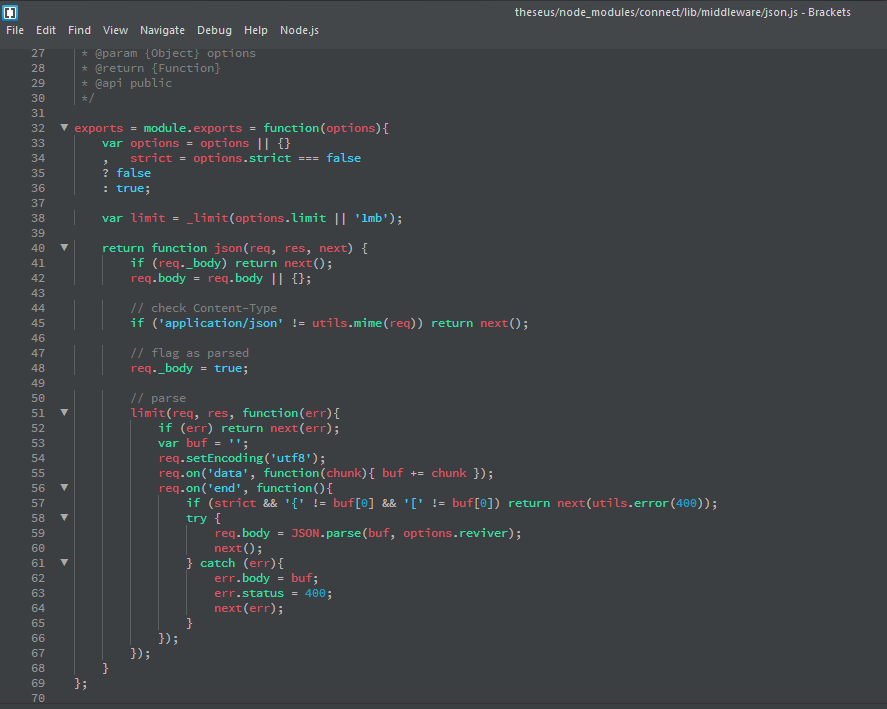 theseus/node_modules/connect/lib/middleware/json.js - Brackets
File Edit Find View Navigate Debug Help Node.js
27 * @param {Object} options
28 * @return {Function}
29 * @api public
30 */
31
32 exports = module.exports = function(options){
33 var options = options || {}
34 , strict = options.strict === false
35 ? false
36 : true;
37
38 var limit = _limit(options.limit || '1mb');
39
40 return function json(req, res, next) {
41 if (req._body) return next();
42 req.body = req.body || {};
43
44 // check Content-Type
45 if ('application/json' != utils.mime(req)) return next();
46
47 // flag as parsed
48 req._body = true;
49
50 // parse
51 limit(req, res, function(err){
52 if (err) return next(err);
53 var buf = '';
54 req.setEncoding('utf8');
55 req.on('data', function(chunk){ buf += chunk });
56 req.on('end', function(){
57 if (strict && '{' != buf[0] && '[' != buf[0]) return next(utils.error(400));
58 try {
59 req.body = JSON.parse(buf, options.reviver);
60 next();
61 } catch (err){
62 err.body = buf;
63 err.status = 400;
64 next(err);
65 }
66 });
67 });
68 }
69 };
70